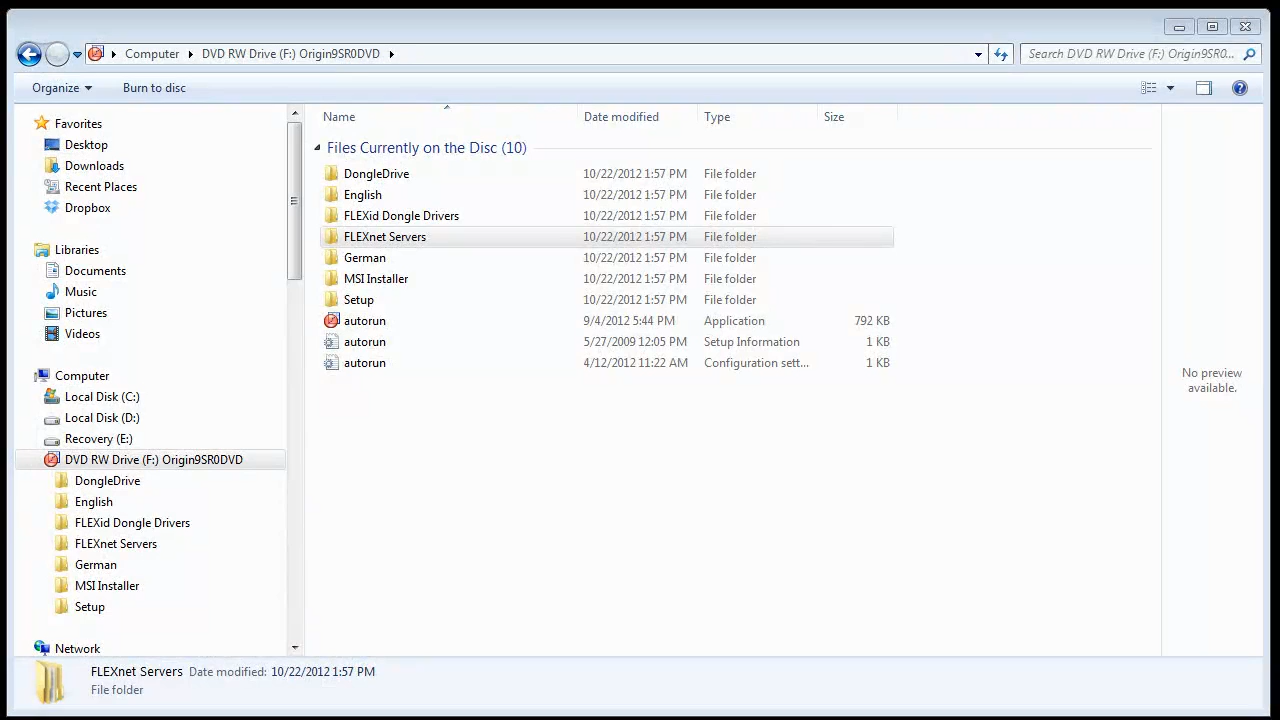 Computer DVD RW Drive (F:) Origin9SR0DVD
Search DVD RW Drive (F:) Origin9SR0...
Organize Burn to disc
Favorites
Desktop
Downloads
Recent Places
Dropbox
Libraries
Documents
Music
Pictures
Videos
Computer
Local Disk (C:)
Local Disk (D:)
Recovery (E:)
DVD RW Drive (F:) Origin9SR0DVD
DongleDrive
English
FLEXid Dongle Drivers
FLEXnet Servers
German
MSI Installer
Setup
Network
Name Date modified Type Size
Files Currently on the Disc (10)
DongleDrive 10/22/2012 1:57 PM File folder
English 10/22/2012 1:57 PM File folder
FLEXid Dongle Drivers 10/22/2012 1:57 PM File folder
FLEXnet Servers 10/22/2012 1:57 PM File folder
German 10/22/2012 1:57 PM File folder
MSI Installer 10/22/2012 1:57 PM File folder
Setup 10/22/2012 1:57 PM File folder
autorun 9/4/2012 5:44 PM Application 792 KB
autorun 5/27/2009 12:05 PM Setup Information 1 KB
autorun 4/12/2012 11:22 AM Configuration sett... 1 KB
No preview
available.
FLEXnet Servers Date modified: 10/22/2012 1:57 PM
File folder